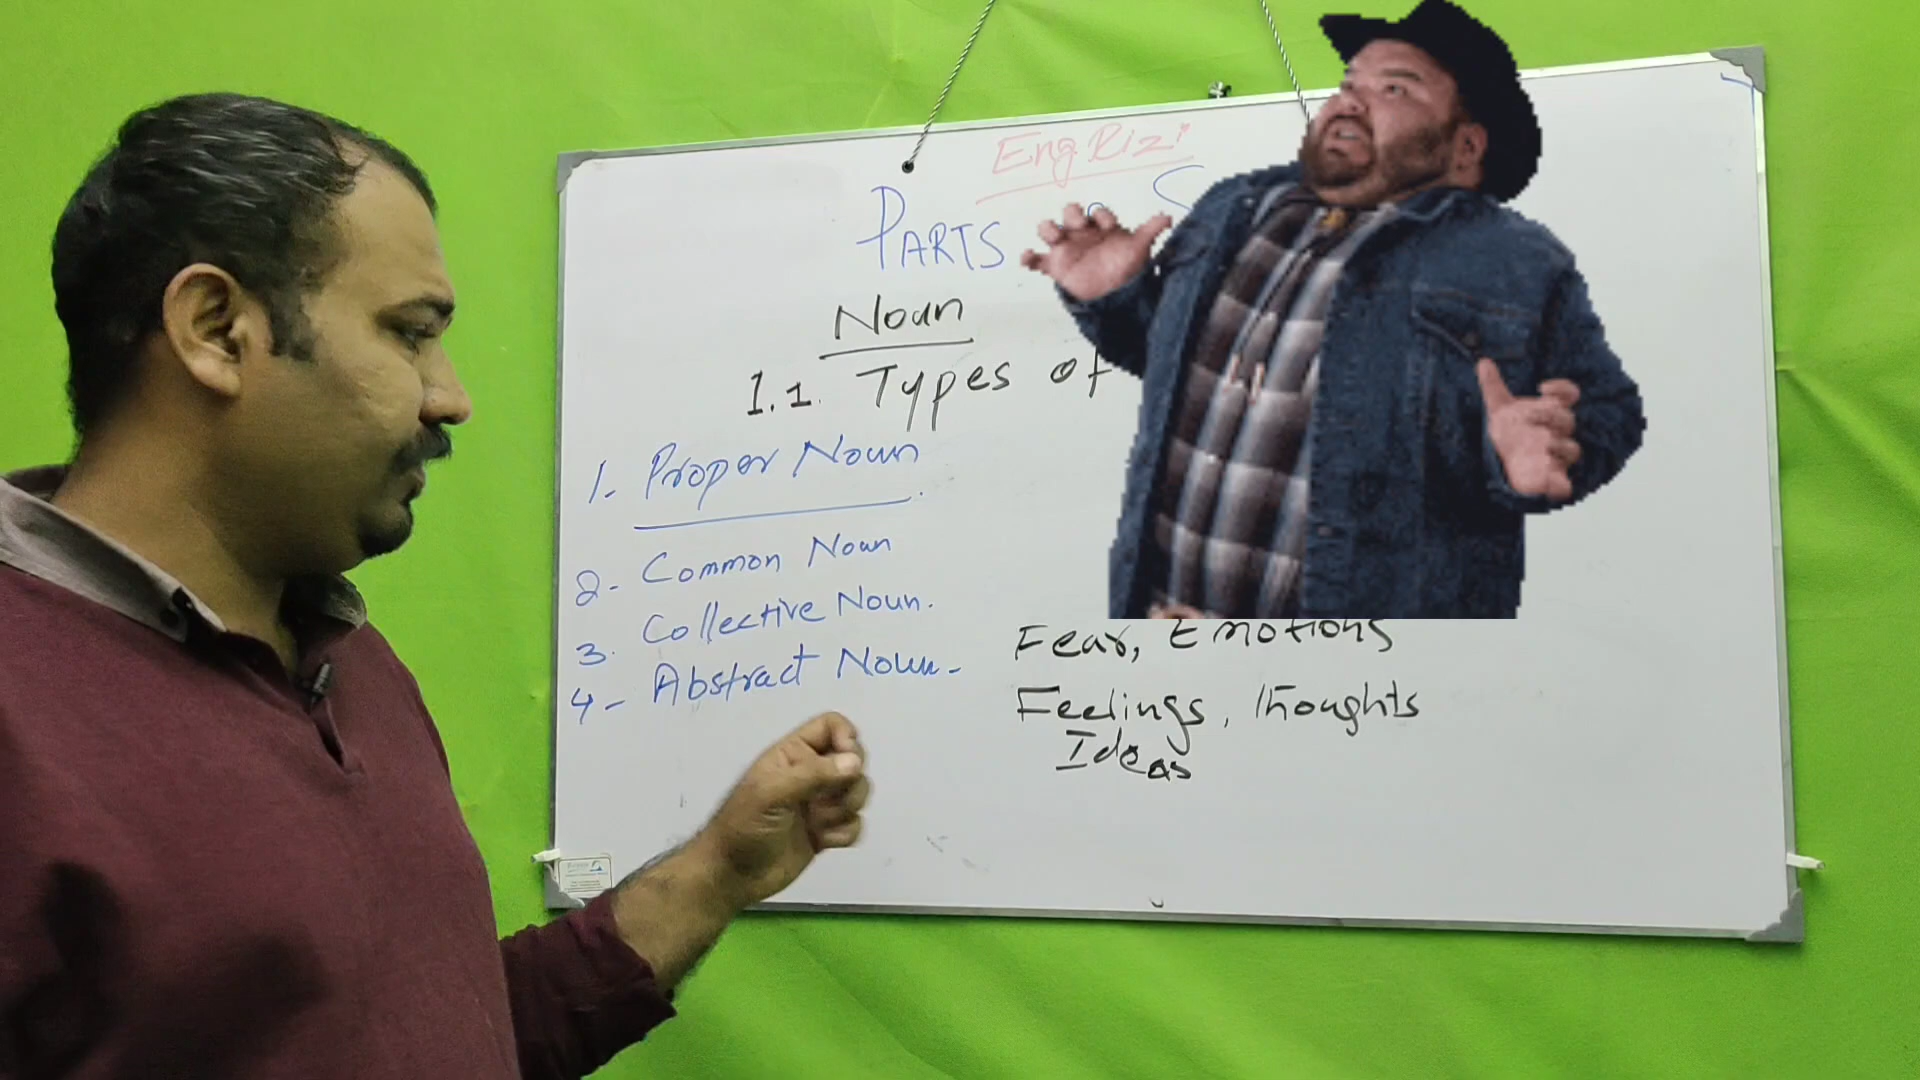 Eng Rizi
PARTS
Noun
1.1. Types of
1- Proper Noun
2- Common Noun
3. Collective Noun.
4- Abstract Noun-
Fear, Emotions
Feelings, thoughts
Ideas